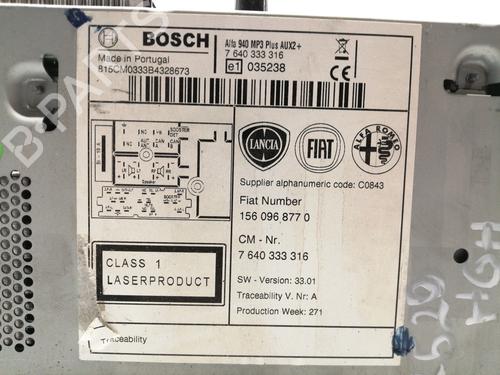 BOSCH
Alfa 940 MP3 Plus AUX2+
7 640 333 316
Made in Portugal
815CM0333B4328673
e1 035238
LANCIA
FIAT
ALFA ROMEO
Supplier alphanumeric code: C0843
Fiat Number
156 096 877 0
CM - Nr.
7 640 333 316
CLASS 1
LASERPRODUCT
SW - Version: 33.01
Traceability V. Nr: A
Production Week: 271
Traceability
B-PARTS